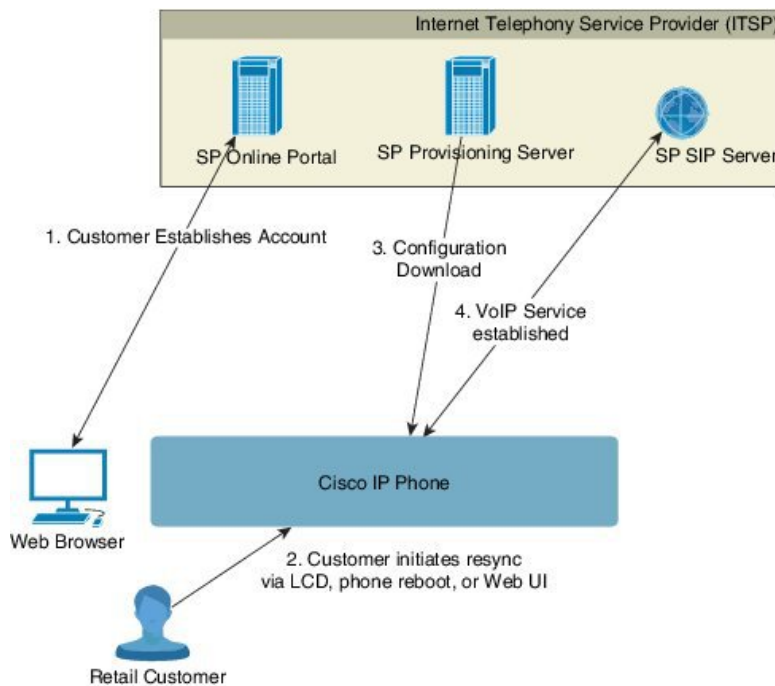 Internet Telephony Service Provider (ITSP)
SP Online Portal
SP Provisioning Server
SP SIP Server
1. Customer Establishes Account
3. Configuration
Download
4. VoIP Service
established
Cisco IP Phone
Web Browser
2. Customer initiates resync
via LCD, phone reboot, or Web UI
Retail Customer